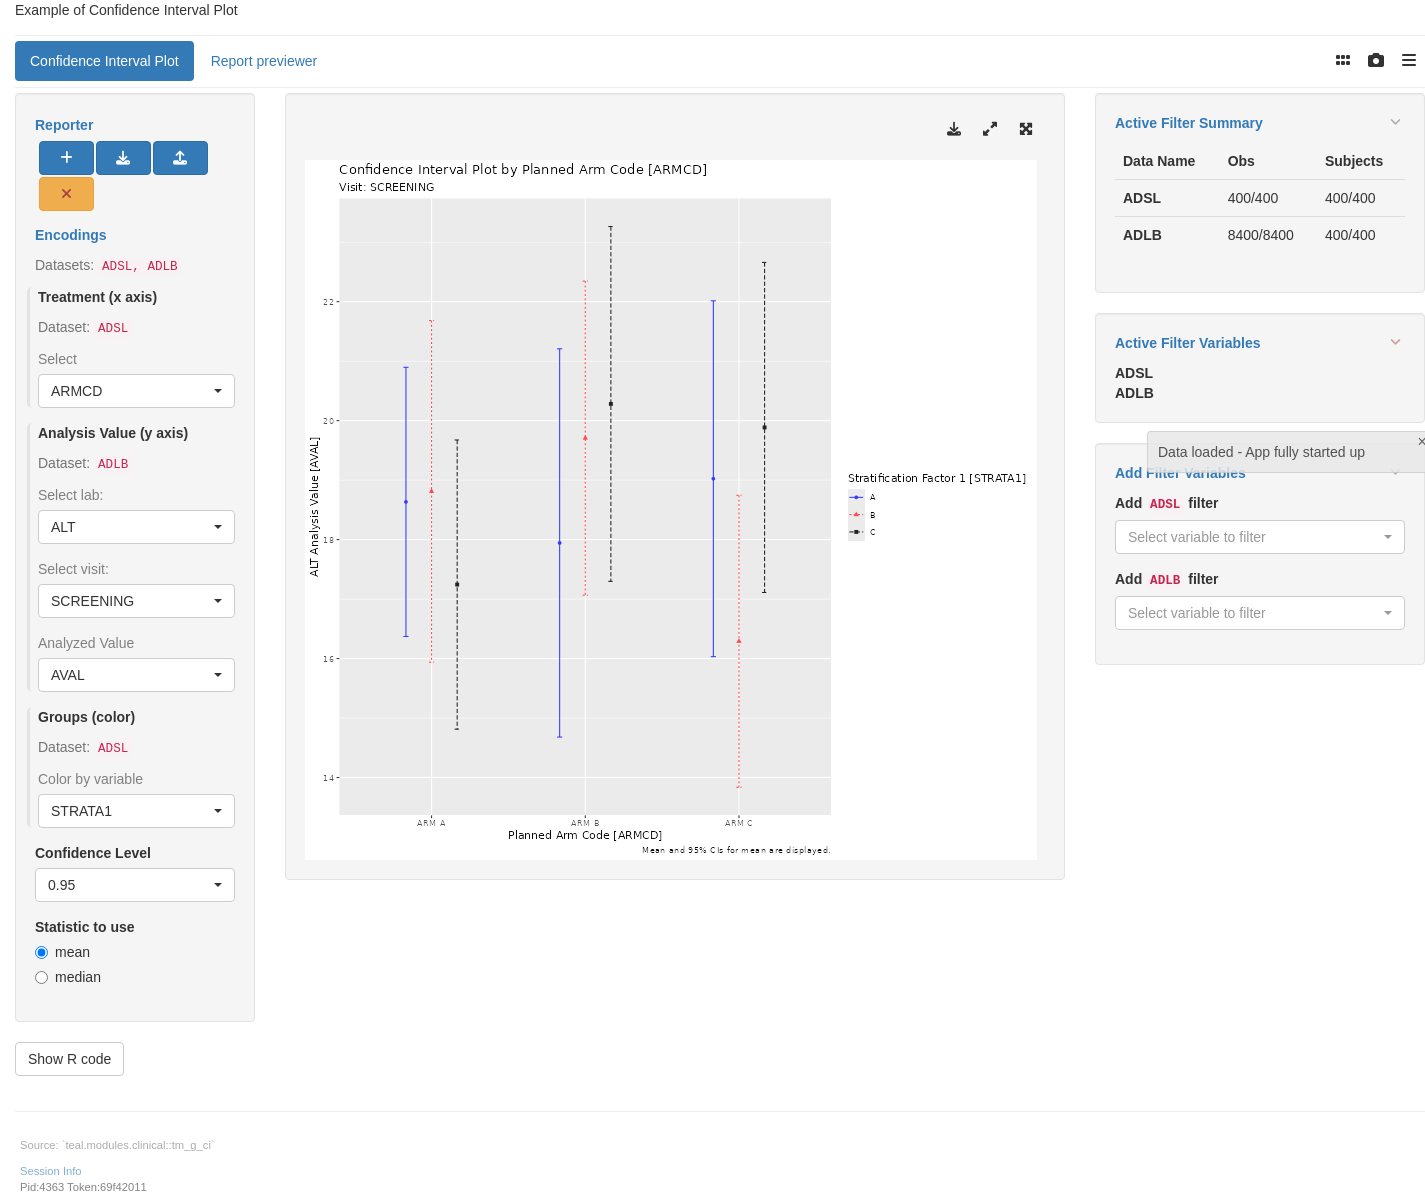 Example of Confidence Interval Plot
Confidence Interval Plot
Report previewer
Reporter
Encodings
Datasets: ADSL, ADLB
Treatment (x axis)
Dataset: ADSL
Select
ARMCD
Analysis Value (y axis)
Dataset: ADLB
Select lab:
ALT
Select visit:
SCREENING
Analyzed Value
AVAL
Groups (color)
Dataset: ADSL
Color by variable
STRATA1
Confidence Level
0.95
Statistic to use
mean
median
Show R code
Confidence Interval Plot by Planned Arm Code [ARMCD]
Visit: SCREENING
ALT Analysis Value [AVAL]
22
20
18
16
14
ARM A
ARM B
ARM C
Planned Arm Code [ARMCD]
Mean and 95% CIs for mean are displayed.
Stratification Factor 1 [STRATA1]
A
B
C
Active Filter Summary
Data Name Obs Subjects
ADSL 400/400 400/400
ADLB 8400/8400 400/400
Active Filter Variables
ADSL
ADLB
Data loaded - App fully started up
×
Add Filter Variables
Add ADSL filter
Select variable to filter
Add ADLB filter
Select variable to filter
Source: `teal.modules.clinical::tm_g_ci`
Session Info
Pid:4363 Token:69f42011